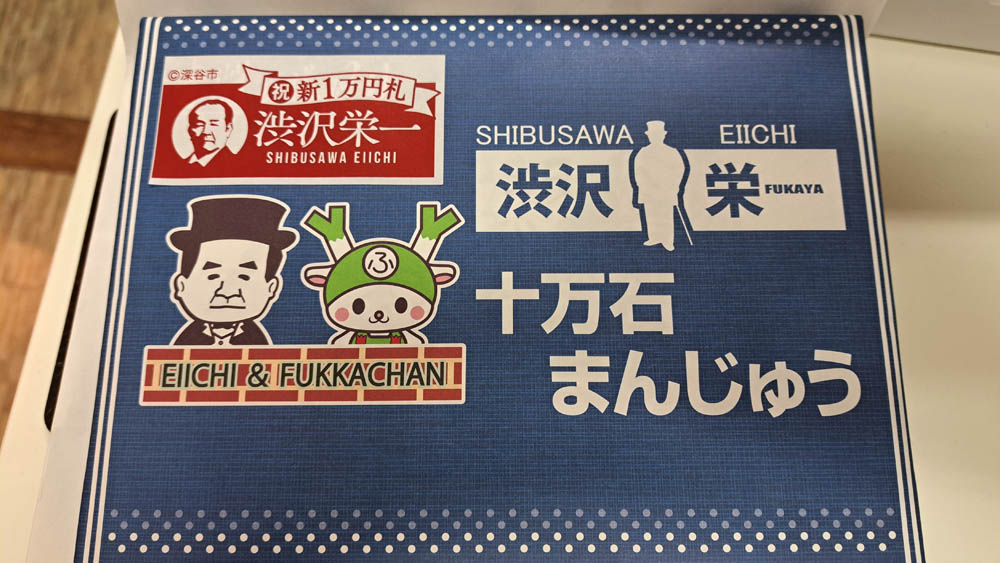 ©深谷市
祝 新1万円札
渋沢栄一
SHIBUSAWA EIICHI
ふ
EIICHI & FUKKACHAN
SHIBUSAWA EIICHI
渋沢 栄一
FUKAYA
十万石
まんじゅう